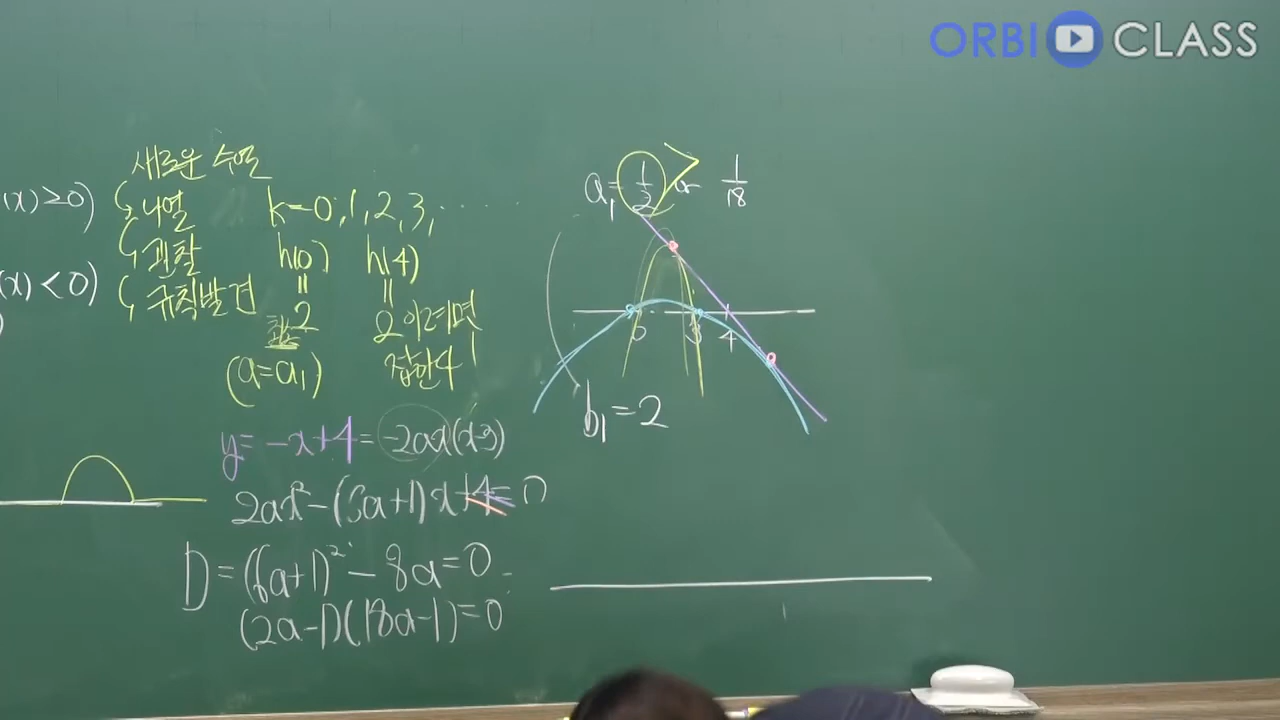 ORBI CLASS
새로운 수열
(x)≥0)
나열 k=0,1,2,3,.....
관찰 h(0) h(4)
(x)<0)
규칙발견 = =
2 2이려면
(a=a₁) 접한다
y=-x+4=-2ax(x-3)
2ax²-(6a+1)x+4=0
D=(6a+1)²-8a=0
(2a-1)(18a-1)=0
a₁=1/2 or 1/18
0 3 4
b₁=2